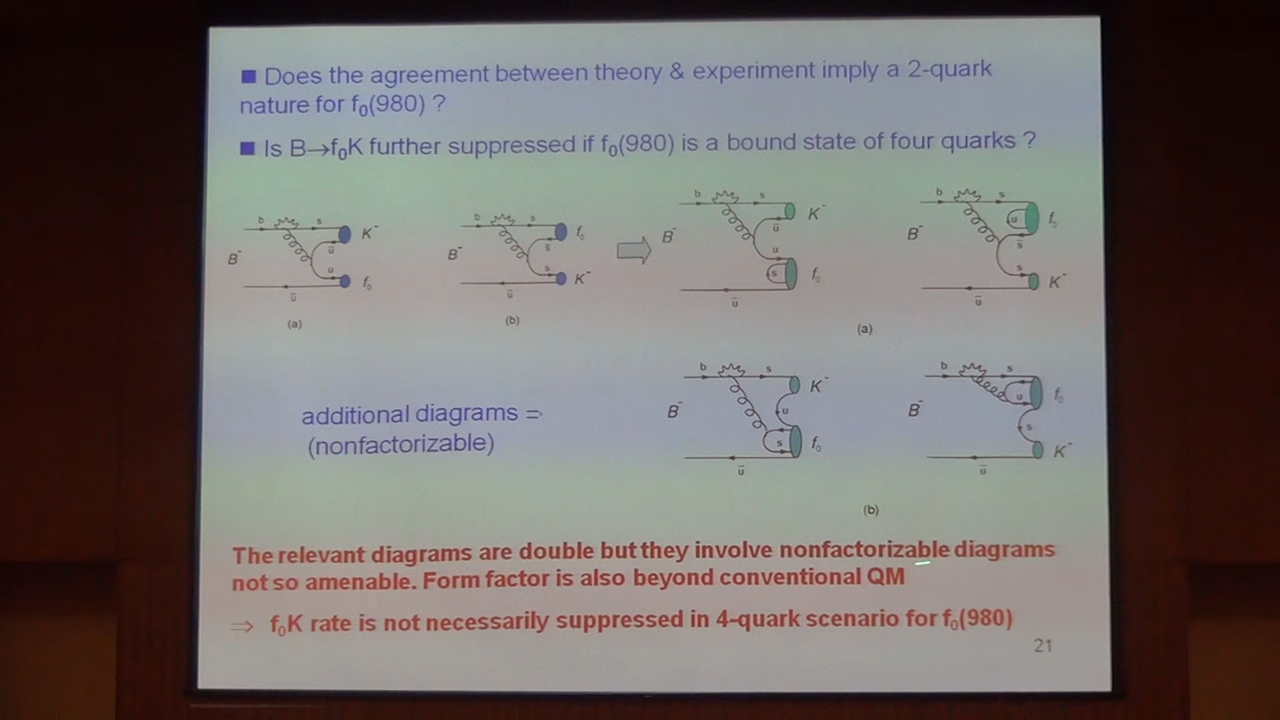 ■ Does the agreement between theory & experiment imply a 2-quark
nature for f₀(980) ?
■ Is B→f₀K further suppressed if f₀(980) is a bound state of four quarks ?
b s
B⁻ K⁻
ū
u f₀
ū
(a)
b s
B⁻ f₀
s̄
s K⁻
ū
(b)
b s
B⁻ K⁻
ū
u
s f₀
ū
b s
B⁻ u f₀
s̄
s K⁻
ū
(a)
additional diagrams ⇒
(nonfactorizable)
b s
B⁻ K⁻
u
s f₀
ū
b s
B⁻ u f₀
s
K⁻
ū
(b)
The relevant diagrams are double but they involve nonfactorizable diagrams
not so amenable. Form factor is also beyond conventional QM
⇒ f₀K rate is not necessarily suppressed in 4-quark scenario for f₀(980)
21